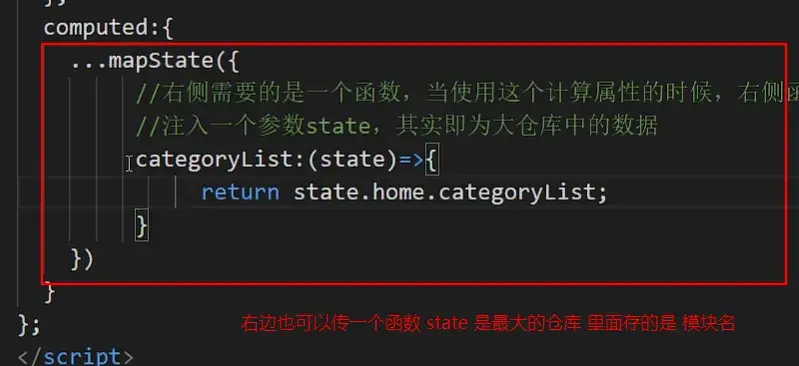 };
computed:{
...mapState({
//右侧需要的是一个函数，当使用这个计算属性的时候，右侧
//注入一个参数state，其实即为大仓库中的数据
categoryList:(state)=>{
return state.home.categoryList;
}
})
}
};
</script>
右边也可以传一个函数 state 是最大的仓库 里面存的是 模块名